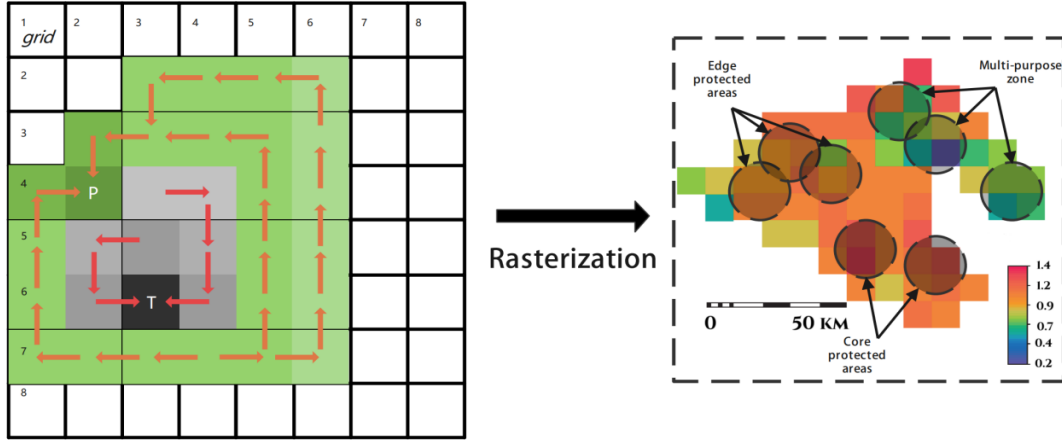 1 2 3 4 5 6 7 8
grid
2
3
4 P
5
6 T
7
8
Rasterization
Edge
protected
areas
Multi-purpose
zone
Core
protected
areas
0 50 KM
1.4
1.2
0.9
0.7
0.5
0.4
0.2